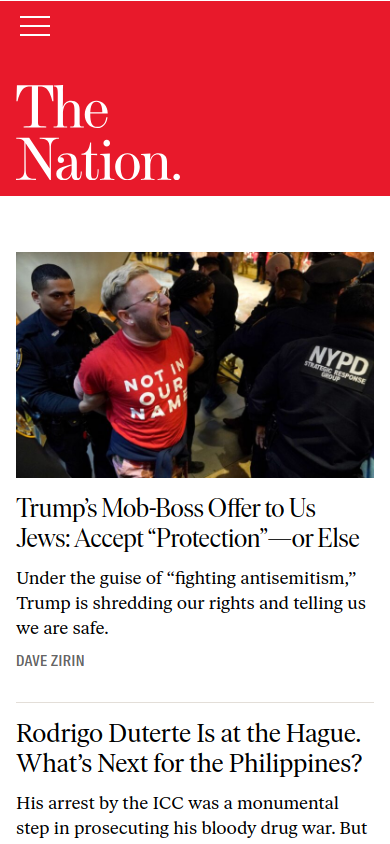 The
Nation.
NOT IN
OUR
NAME
NYPD
STRATEGIC RESPONSE
GROUP
Trump’s Mob-Boss Offer to Us
Jews: Accept “Protection”—or Else
Under the guise of “fighting antisemitism,”
Trump is shredding our rights and telling us
we are safe.
DAVE ZIRIN
Rodrigo Duterte Is at the Hague.
What’s Next for the Philippines?
His arrest by the ICC was a monumental
step in prosecuting his bloody drug war. But